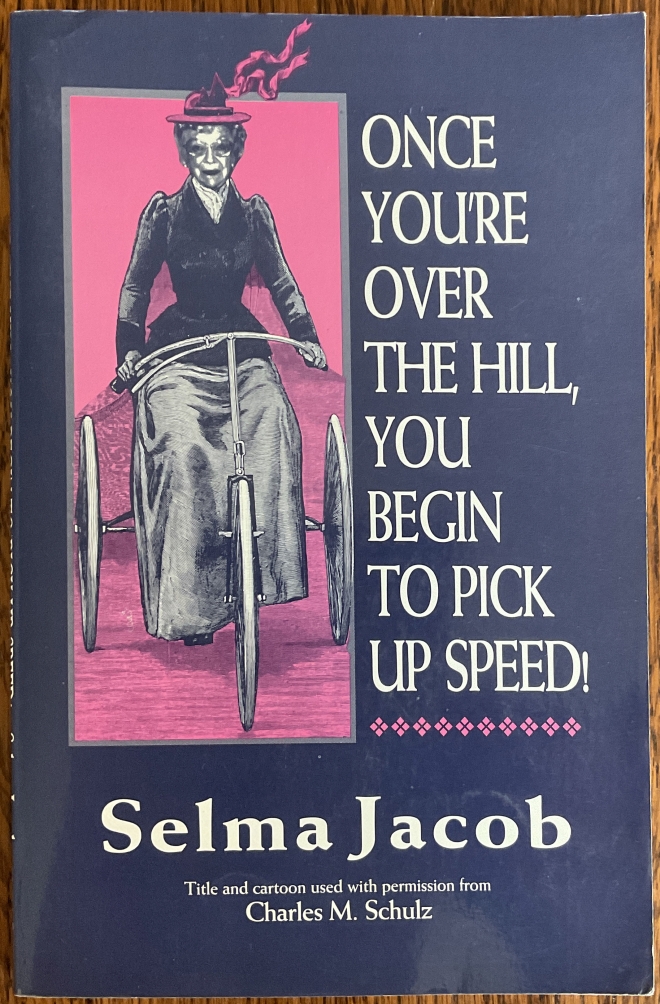 ONCE
YOU'RE
OVER
THE HILL,
YOU
BEGIN
TO PICK
UP SPEED!
Selma Jacob
Title and cartoon used with permission from
Charles M. Schulz